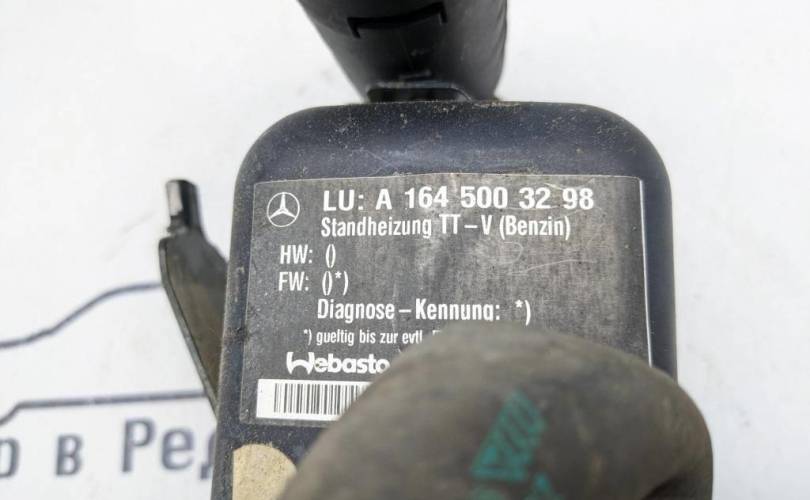 LU: A 164 500 32 98
Standheizung TT – V (Benzin)
HW: ()
FW: ()*)
Diagnose – Kennung: *)
*) gueltig bis zur evtl.
Webasto
в Ред